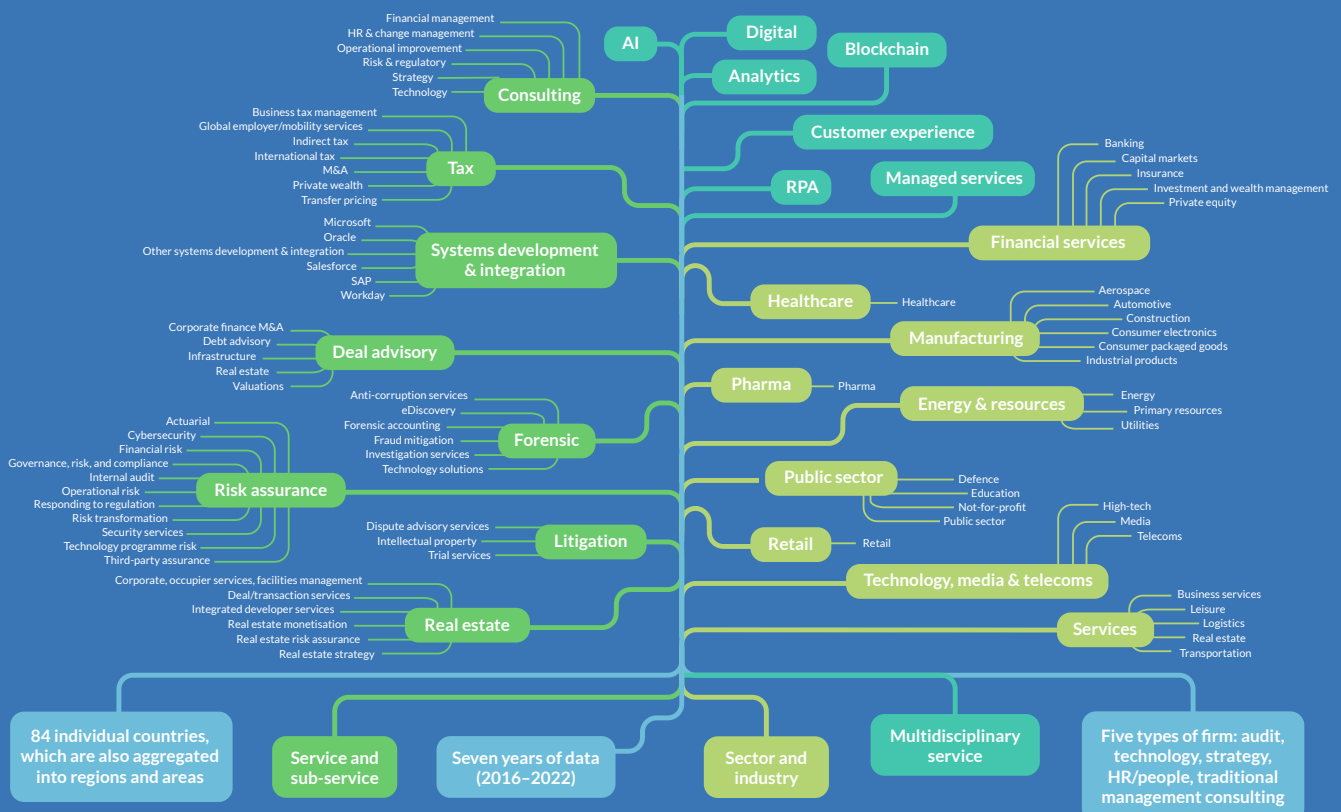 Financial management
HR & change management
Operational improvement
Risk & regulatory
Strategy
Technology
Consulting
Business tax management
Global employer/mobility services
Indirect tax
International tax
M&A
Private wealth
Transfer pricing
Tax
Microsoft
Oracle
Other systems development & integration
Salesforce
SAP
Workday
Systems development
& integration
Corporate finance M&A
Debt advisory
Infrastructure
Real estate
Valuations
Deal advisory
Anti-corruption services
eDiscovery
Forensic accounting
Fraud mitigation
Investigation services
Technology solutions
Forensic
Actuarial
Cybersecurity
Financial risk
Governance, risk, and compliance
Internal audit
Operational risk
Responding to regulation
Risk transformation
Security services
Technology programme risk
Third-party assurance
Risk assurance
Dispute advisory services
Intellectual property
Trial services
Litigation
Corporate, occupier services, facilities management
Deal/transaction services
Integrated developer services
Real estate monetisation
Real estate risk assurance
Real estate strategy
Real estate
AI
Digital
Blockchain
Analytics
Customer experience
RPA
Managed services
Banking
Capital markets
Insurance
Investment and wealth management
Private equity
Financial services
Healthcare
Healthcare
Aerospace
Automotive
Construction
Consumer electronics
Consumer packaged goods
Industrial products
Manufacturing
Pharma
Pharma
Energy & resources
Energy
Primary resources
Utilities
Public sector
Defence
Education
Not-for-profit
Public sector
Retail
Retail
High-tech
Media
Telecoms
Technology, media & telecoms
Services
Business services
Leisure
Logistics
Real estate
Transportation
84 individual countries,
which are also aggregated
into regions and areas
Service and
sub-service
Seven years of data
(2016–2022)
Sector and
industry
Multidisciplinary
service
Five types of firm: audit,
technology, strategy,
HR/people, traditional
management consulting